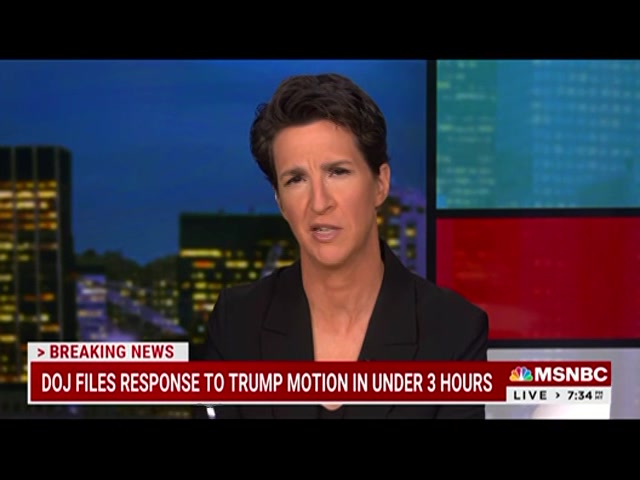 > BREAKING NEWS
DOJ FILES RESPONSE TO TRUMP MOTION IN UNDER 3 HOURS
MSNBC
LIVE > 7:34